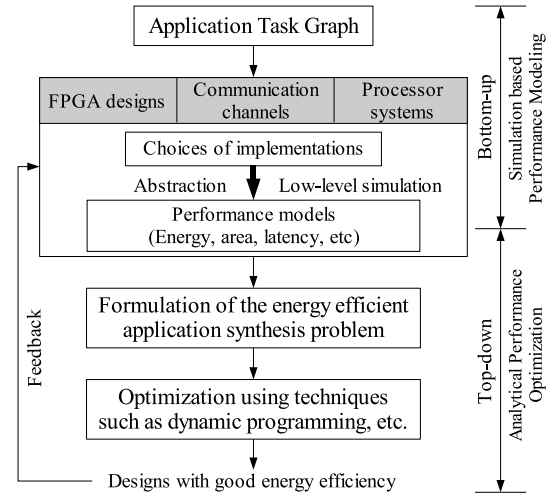 Application Task Graph
FPGA designs
Communication
channels
Processor
systems
Choices of implementations
Abstraction
Low-level simulation
Performance models
(Energy, area, latency, etc)
Formulation of the energy efficient
application synthesis problem
Optimization using techniques
such as dynamic programming, etc.
Designs with good energy efficiency
Feedback
Bottom-up
Simulation based
Performance Modeling
Top-down
Analytical Performance
Optimization